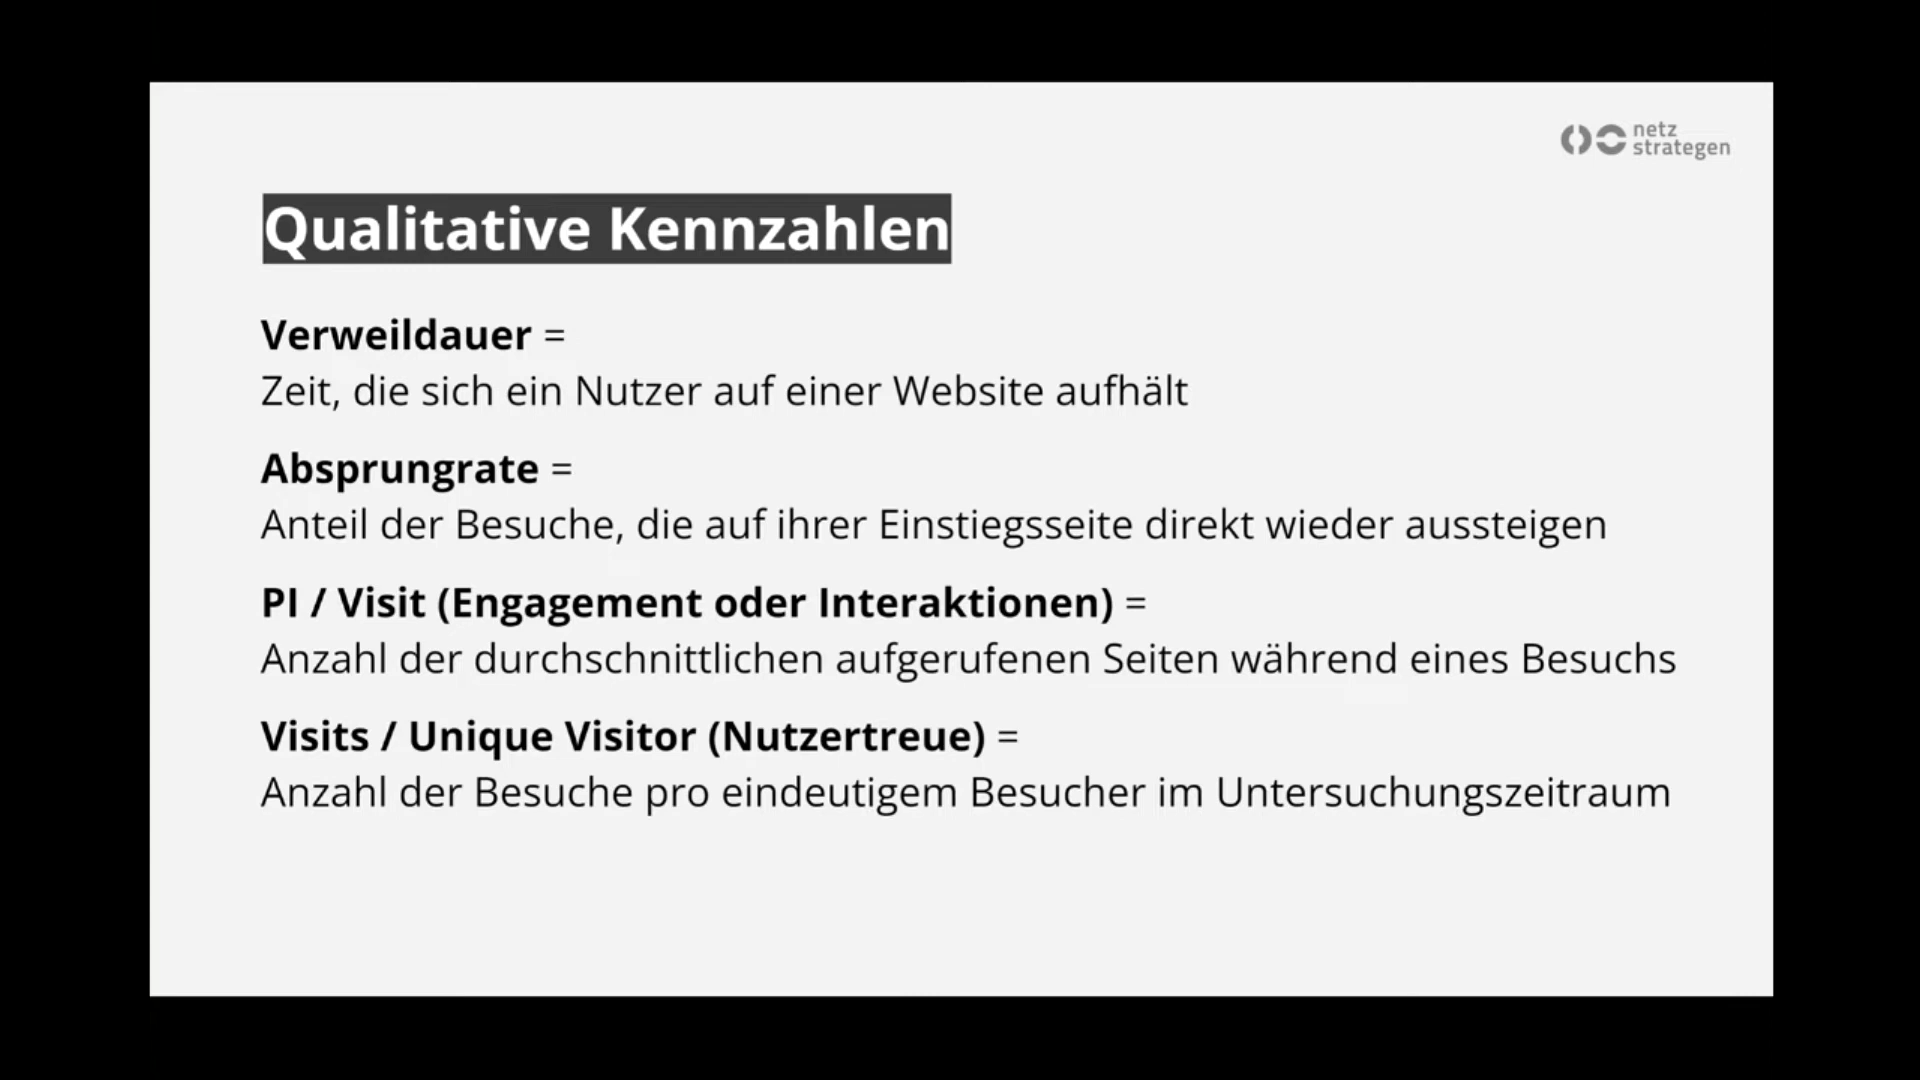 netz
strategen
Qualitative Kennzahlen
Verweildauer =
Zeit, die sich ein Nutzer auf einer Website aufhält
Absprungrate =
Anteil der Besuche, die auf ihrer Einstiegsseite direkt wieder aussteigen
PI / Visit (Engagement oder Interaktionen) =
Anzahl der durchschnittlichen aufgerufenen Seiten während eines Besuchs
Visits / Unique Visitor (Nutzertreue) =
Anzahl der Besuche pro eindeutigem Besucher im Untersuchungszeitraum